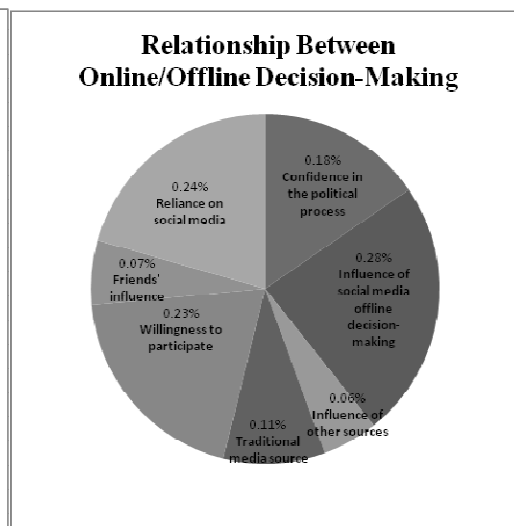 Relationship Between
Online/Offline Decision-Making
0.18%
Confidence in
the political
process
0.28%
Influence of
social media
offline
decision-
making
0.06%
Influence of
other sources
0.11%
Traditional
media source
0.23%
Willingness to
participate
0.07%
Friends'
influence
0.24%
Reliance on
social media